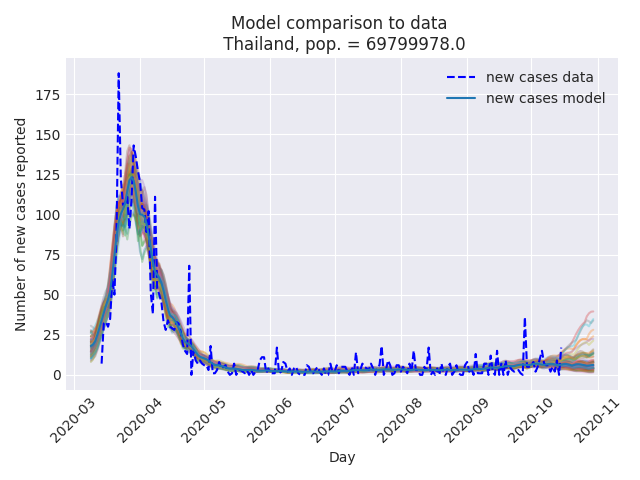 Model comparison to data
Thailand, pop. = 69799978.0
new cases data
new cases model
Number of new cases reported
175
150
125
100
75
50
25
0
2020-03
2020-04
2020-05
2020-06
2020-07
2020-08
2020-09
2020-10
2020-11
Day